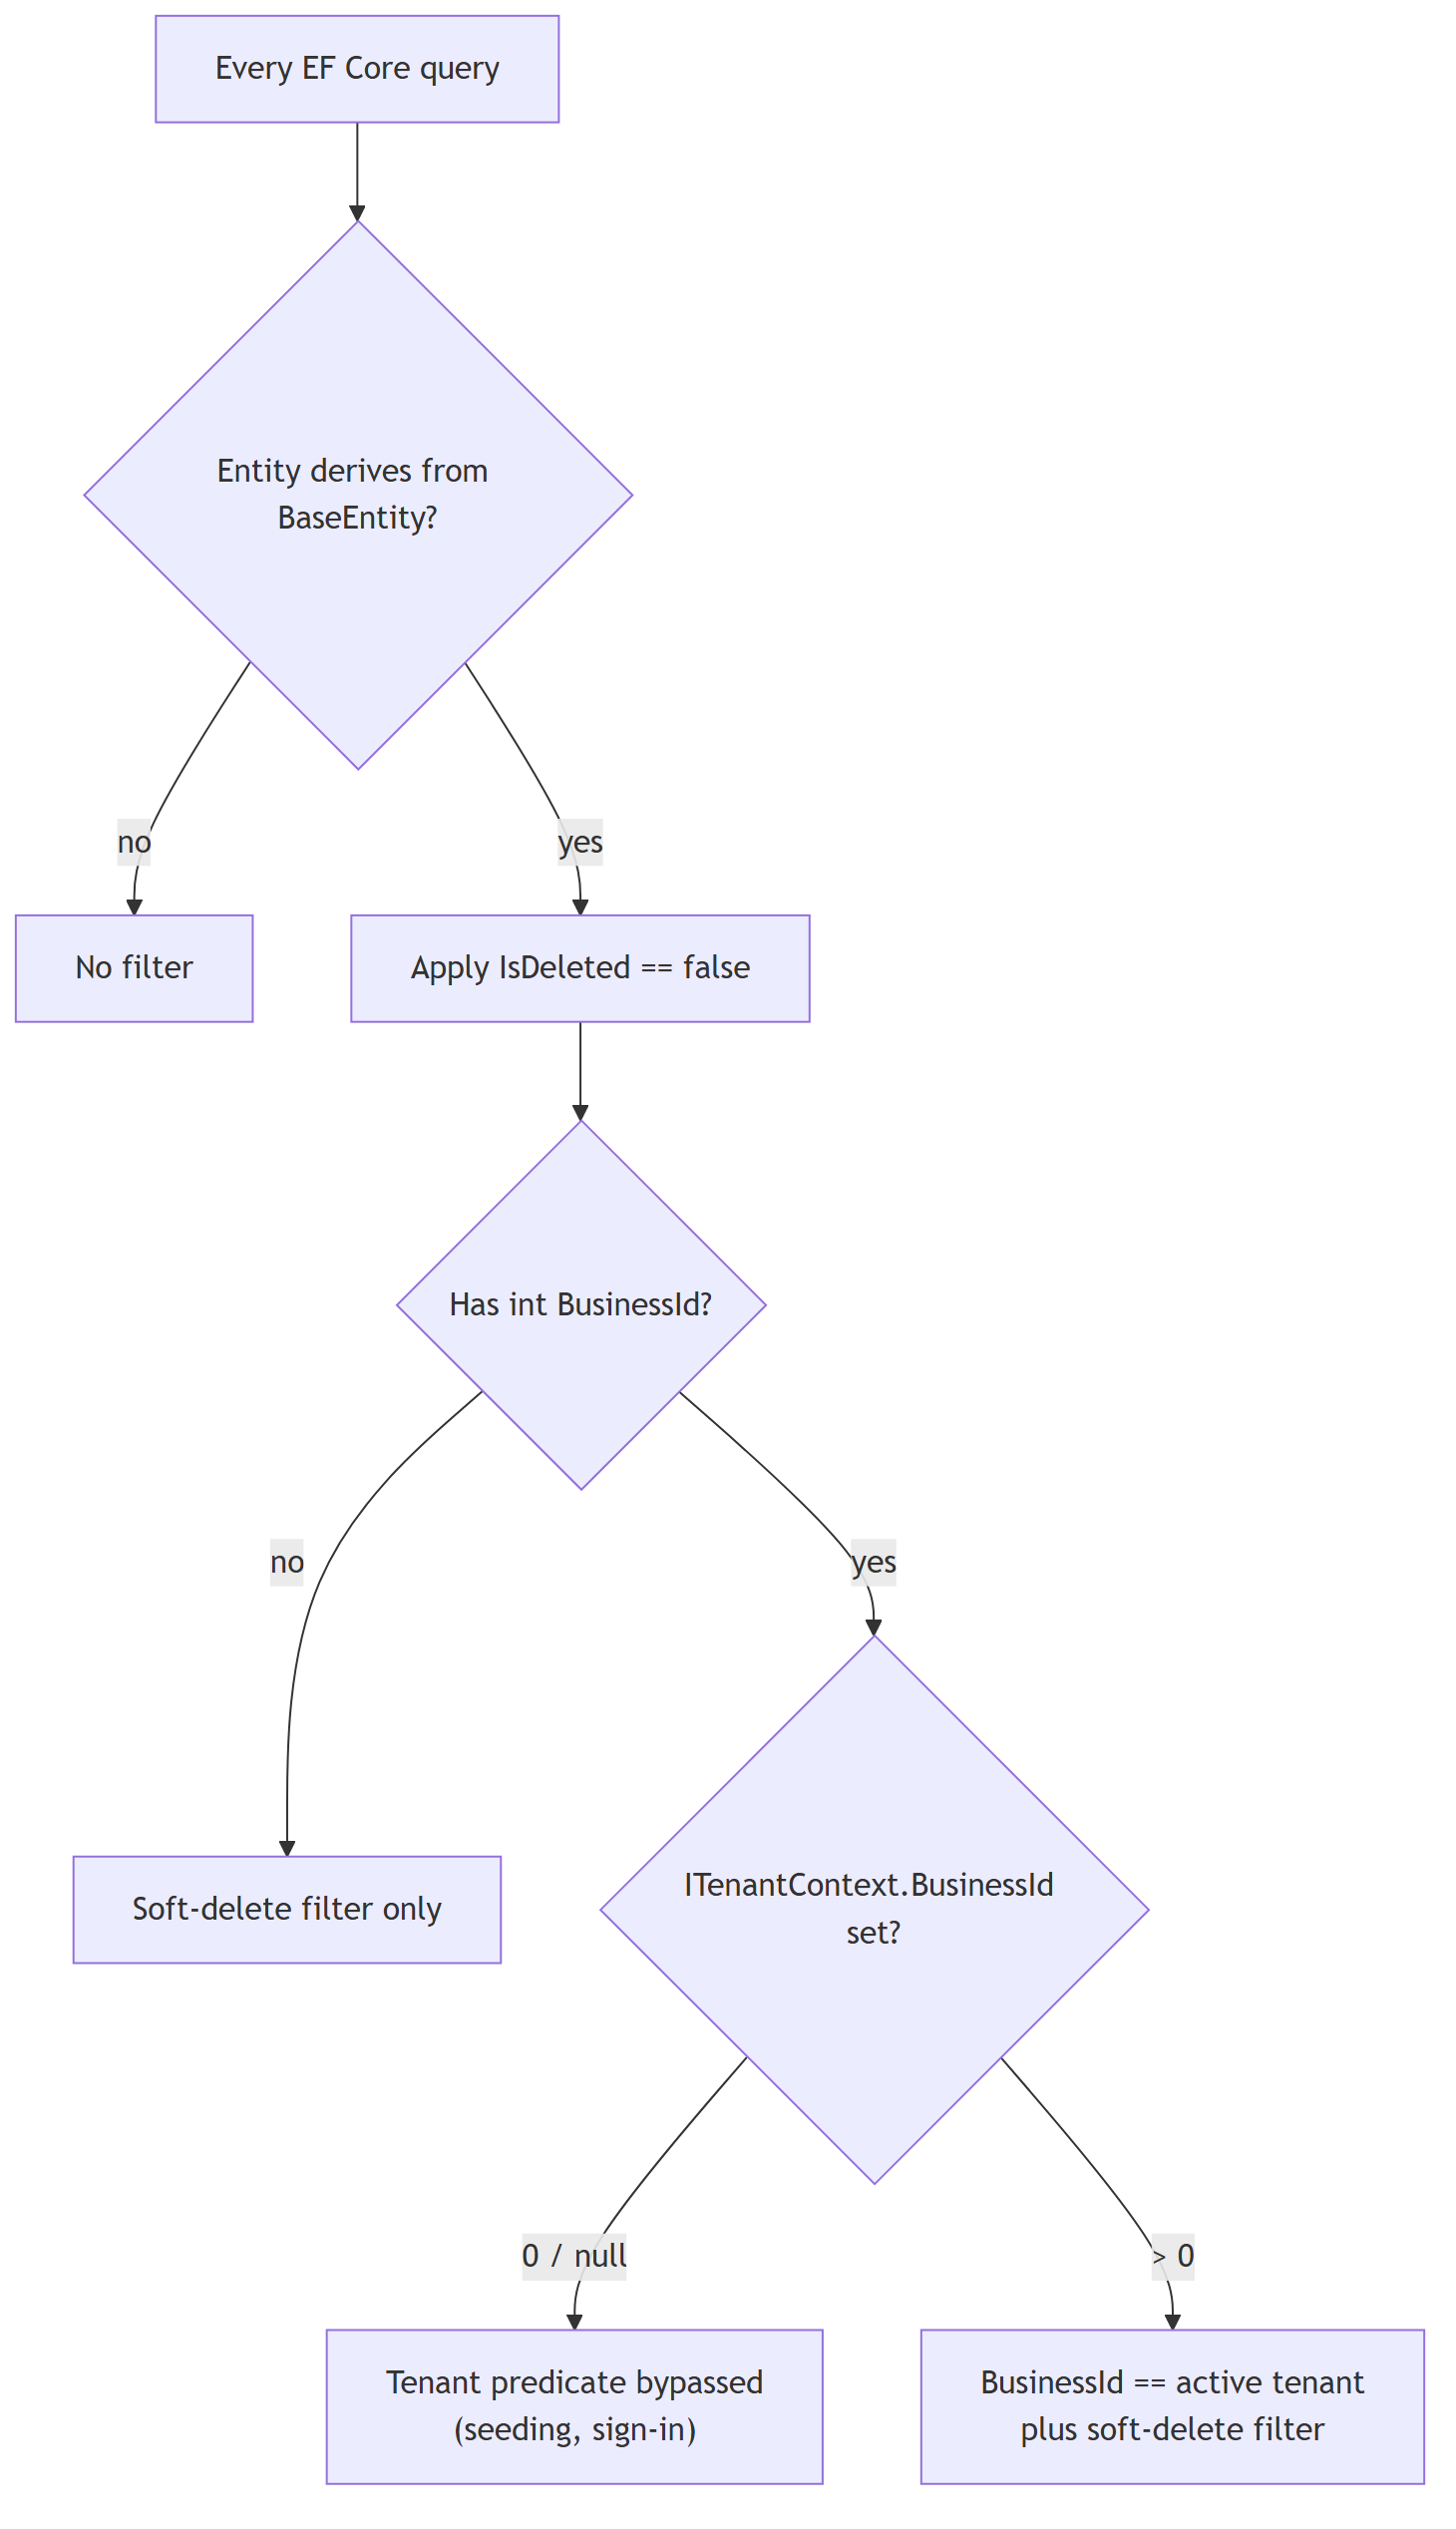 Every EF Core query
Entity derives from
BaseEntity?
no
yes
No filter
Apply IsDeleted == false
Has int BusinessId?
no
yes
Soft-delete filter only
ITenantContext.BusinessId
set?
0 / null
> 0
Tenant predicate bypassed
(seeding, sign-in)
BusinessId == active tenant
plus soft-delete filter